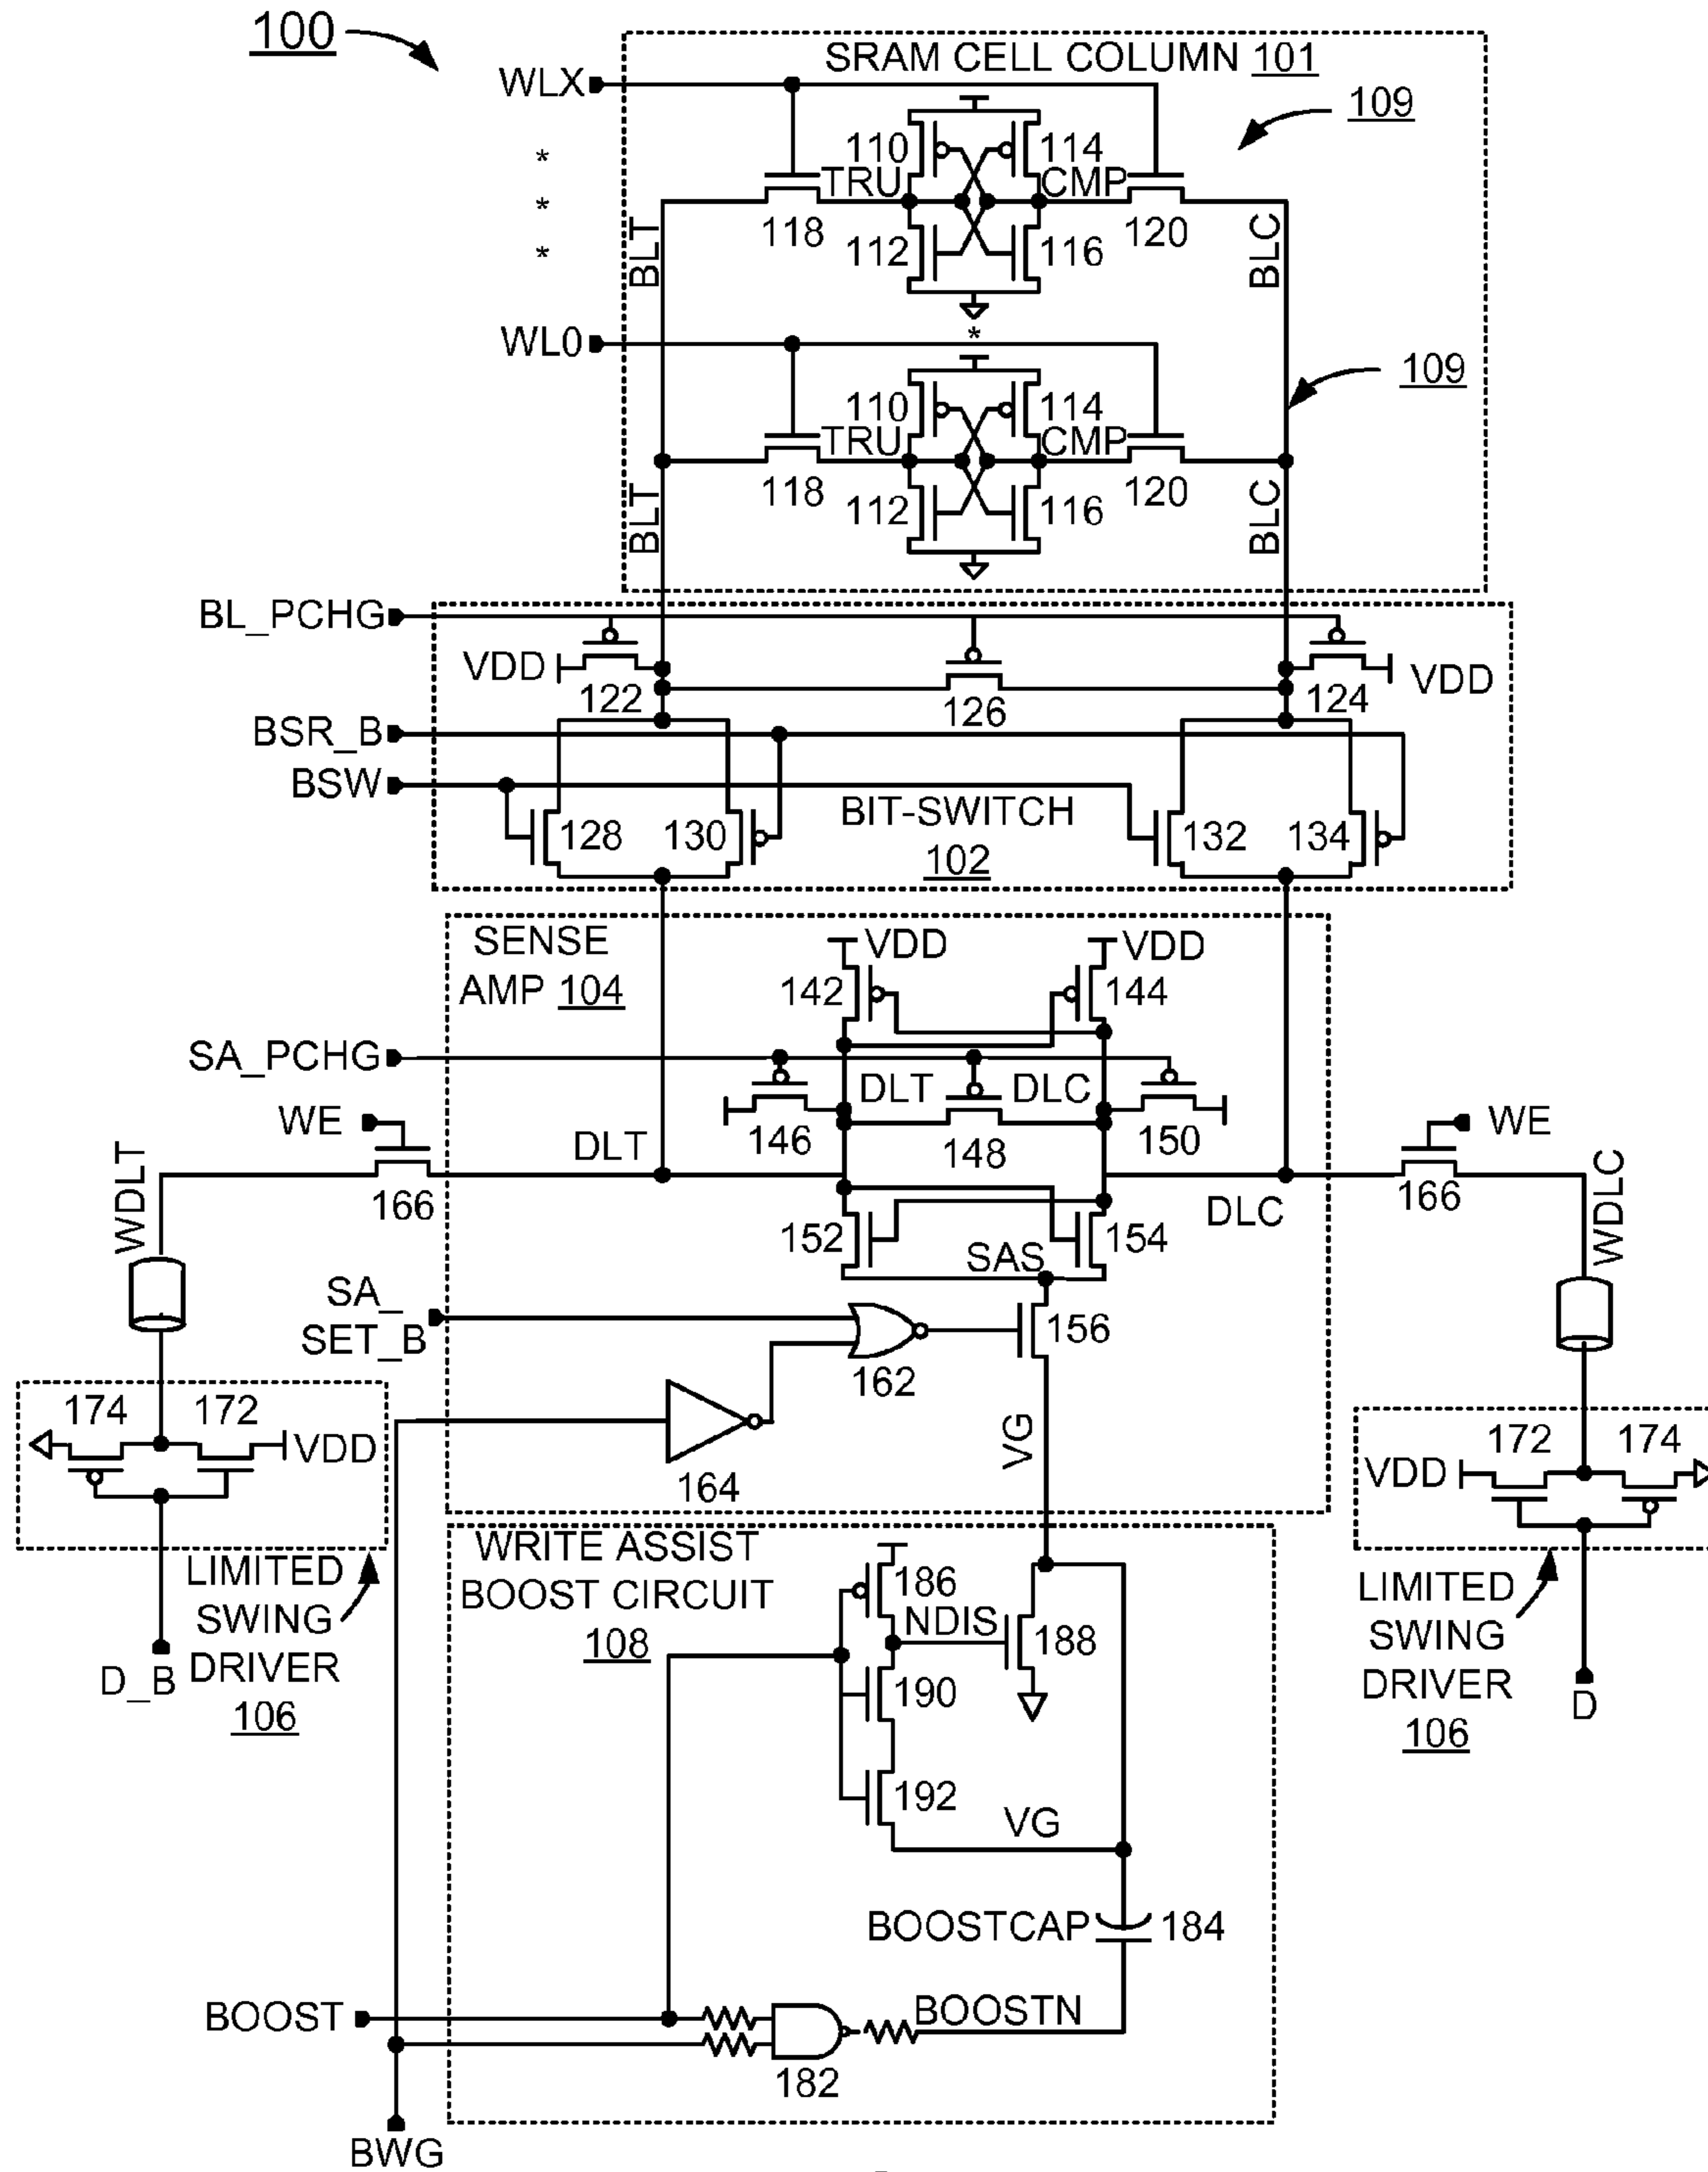 100
SRAM CELL COLUMN 101
WLX
109
110
114
TRU
CMP
*
*
*
118
112
116
120
BLT
BLC
WL0
*
109
110
114
TRU
CMP
118
112
116
120
BLT
BLC
BL_PCHG
VDD
122
126
124
VDD
BSR_B
BSW
BIT-SWITCH
102
128
130
132
134
SENSE
AMP 104
VDD
VDD
142
144
SA_PCHG
DLT
DLC
146
148
150
WE
WE
DLT
166
166
WDLT
WDLC
DLC
152
154
SAS
SA_
SET_B
156
162
164
VG
174
172
VDD
172
174
VDD
LIMITED
SWING
DRIVER
106
D_B
LIMITED
SWING
DRIVER
106
D
WRITE ASSIST
BOOST CIRCUIT
108
186
NDIS
188
190
192
VG
BOOSTCAP
184
BOOST
BOOSTN
182
BWG